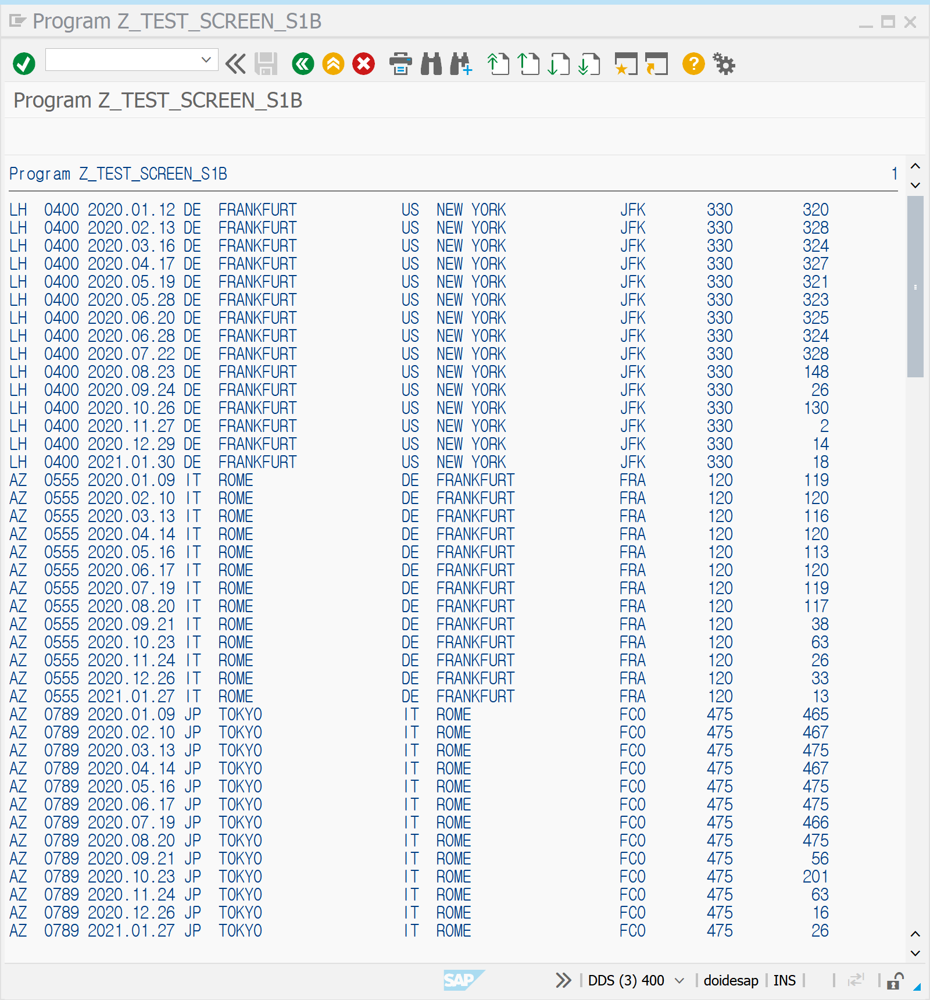 Program Z_TEST_SCREEN_S1B
Program Z_TEST_SCREEN_S1B
Program Z_TEST_SCREEN_S1B 1
LH 0400 2020.01.12 DE FRANKFURT US NEW YORK JFK 330 320
LH 0400 2020.02.13 DE FRANKFURT US NEW YORK JFK 330 328
LH 0400 2020.03.16 DE FRANKFURT US NEW YORK JFK 330 324
LH 0400 2020.04.17 DE FRANKFURT US NEW YORK JFK 330 327
LH 0400 2020.05.19 DE FRANKFURT US NEW YORK JFK 330 321
LH 0400 2020.05.28 DE FRANKFURT US NEW YORK JFK 330 323
LH 0400 2020.06.20 DE FRANKFURT US NEW YORK JFK 330 325
LH 0400 2020.06.28 DE FRANKFURT US NEW YORK JFK 330 324
LH 0400 2020.07.22 DE FRANKFURT US NEW YORK JFK 330 328
LH 0400 2020.08.23 DE FRANKFURT US NEW YORK JFK 330 148
LH 0400 2020.09.24 DE FRANKFURT US NEW YORK JFK 330 26
LH 0400 2020.10.26 DE FRANKFURT US NEW YORK JFK 330 130
LH 0400 2020.11.27 DE FRANKFURT US NEW YORK JFK 330 2
LH 0400 2020.12.29 DE FRANKFURT US NEW YORK JFK 330 14
LH 0400 2021.01.30 DE FRANKFURT US NEW YORK JFK 330 18
AZ 0555 2020.01.09 IT ROME DE FRANKFURT FRA 120 119
AZ 0555 2020.02.10 IT ROME DE FRANKFURT FRA 120 120
AZ 0555 2020.03.13 IT ROME DE FRANKFURT FRA 120 116
AZ 0555 2020.04.14 IT ROME DE FRANKFURT FRA 120 120
AZ 0555 2020.05.16 IT ROME DE FRANKFURT FRA 120 113
AZ 0555 2020.06.17 IT ROME DE FRANKFURT FRA 120 120
AZ 0555 2020.07.19 IT ROME DE FRANKFURT FRA 120 119
AZ 0555 2020.08.20 IT ROME DE FRANKFURT FRA 120 117
AZ 0555 2020.09.21 IT ROME DE FRANKFURT FRA 120 38
AZ 0555 2020.10.23 IT ROME DE FRANKFURT FRA 120 63
AZ 0555 2020.11.24 IT ROME DE FRANKFURT FRA 120 26
AZ 0555 2020.12.26 IT ROME DE FRANKFURT FRA 120 33
AZ 0555 2021.01.27 IT ROME DE FRANKFURT FRA 120 13
AZ 0789 2020.01.09 JP TOKYO IT ROME FCO 475 465
AZ 0789 2020.02.10 JP TOKYO IT ROME FCO 475 467
AZ 0789 2020.03.13 JP TOKYO IT ROME FCO 475 475
AZ 0789 2020.04.14 JP TOKYO IT ROME FCO 475 467
AZ 0789 2020.05.16 JP TOKYO IT ROME FCO 475 475
AZ 0789 2020.06.17 JP TOKYO IT ROME FCO 475 475
AZ 0789 2020.07.19 JP TOKYO IT ROME FCO 475 466
AZ 0789 2020.08.20 JP TOKYO IT ROME FCO 475 475
AZ 0789 2020.09.21 JP TOKYO IT ROME FCO 475 56
AZ 0789 2020.10.23 JP TOKYO IT ROME FCO 475 201
AZ 0789 2020.11.24 JP TOKYO IT ROME FCO 475 63
AZ 0789 2020.12.26 JP TOKYO IT ROME FCO 475 16
AZ 0789 2021.01.27 JP TOKYO IT ROME FCO 475 26
SAP DDS (3) 400 doidesap INS